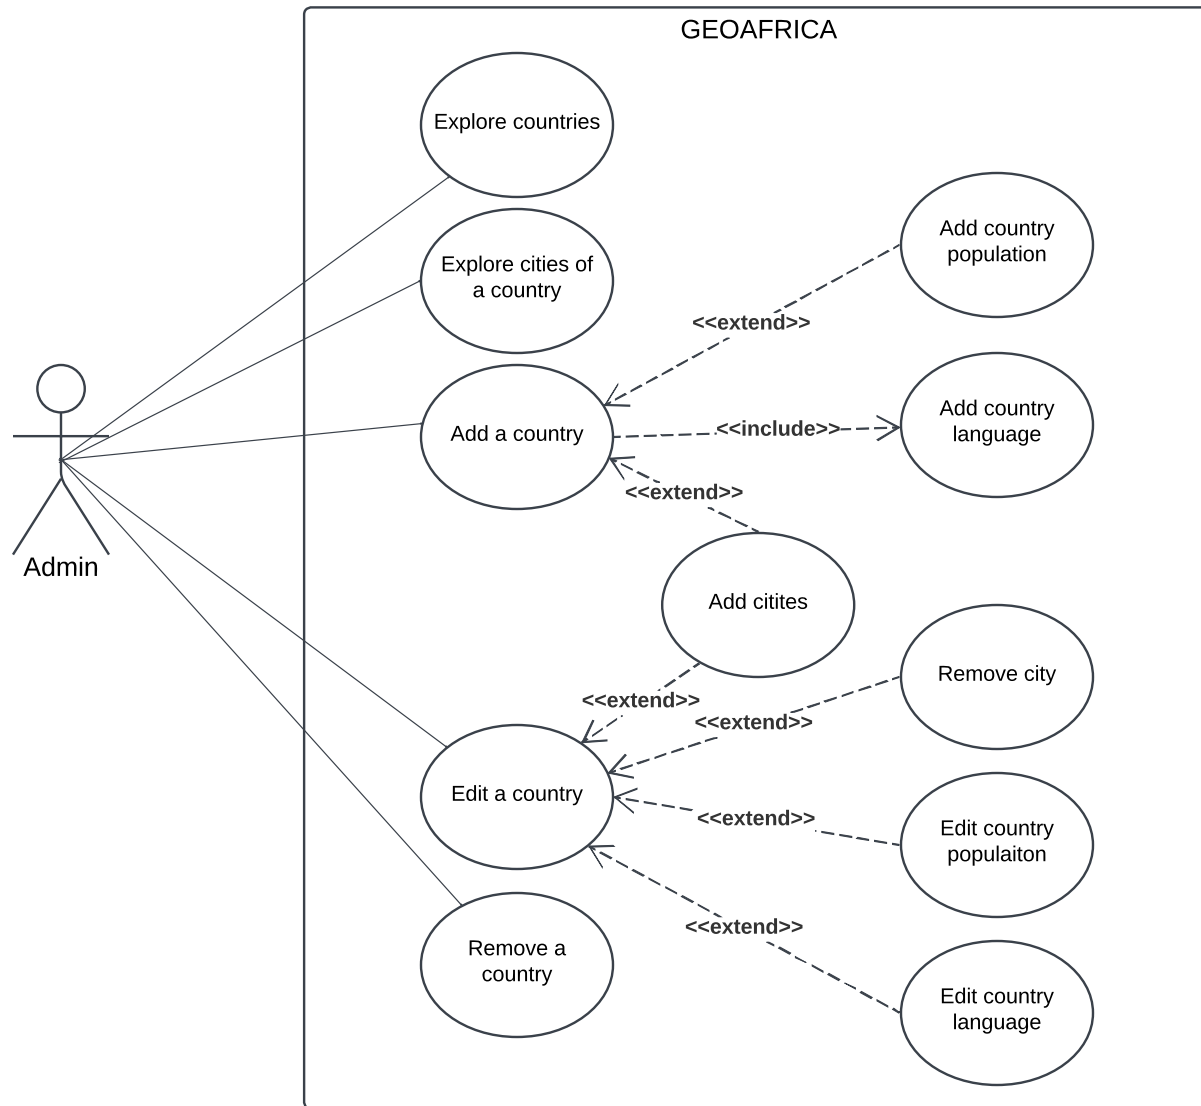 GEOAFRICA
Explore countries
Explore cities of
a country
Add country
population
<<extend>>
Add a country
<<include>>
Add country
language
<<extend>>
Admin
Add citites
Remove city
<<extend>>
<<extend>>
Edit a country
<<extend>>
Edit country
populaiton
<<extend>>
Remove a
country
Edit country
language